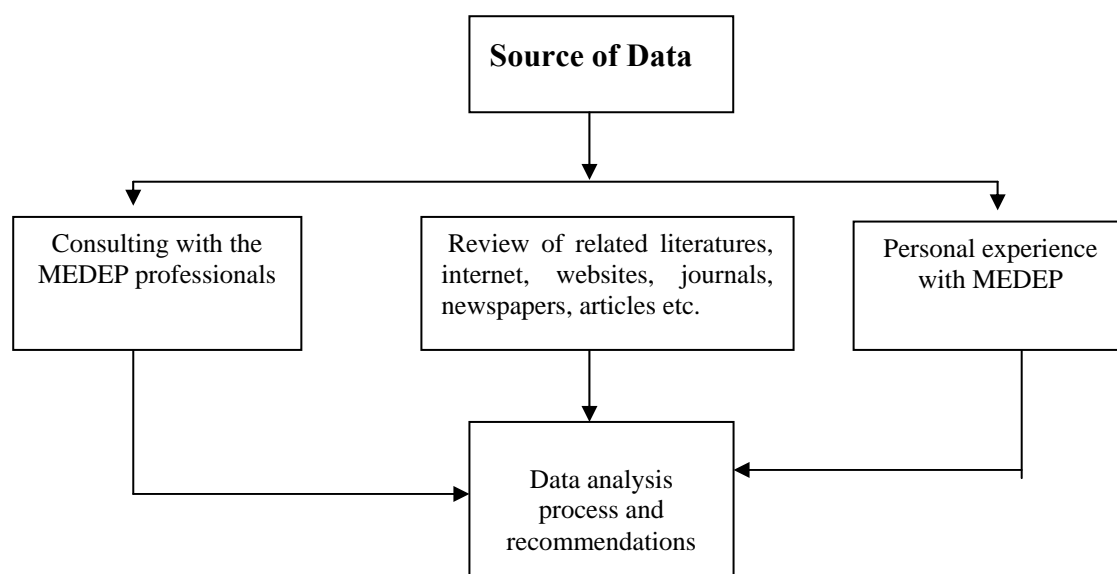 Source of Data
Consulting with the
MEDEP professionals
Review of related literatures,
internet, websites, journals,
newspapers, articles etc.
Personal experience
with MEDEP
Data analysis
process and
recommendations